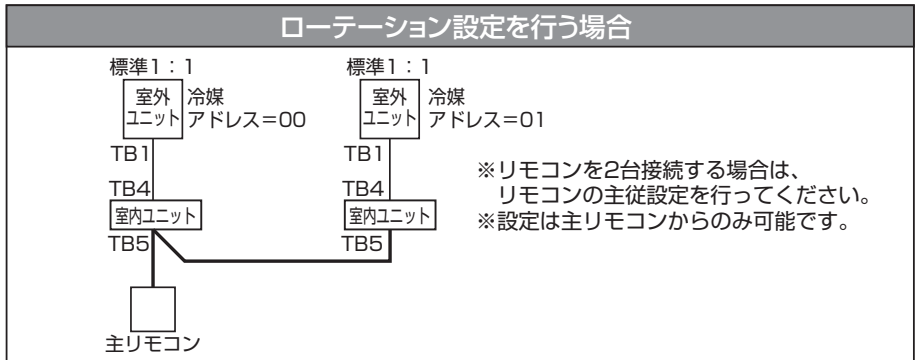 ローテーション設定を行う場合
標準1：1
標準1：1
室外
ユニット
冷媒
アドレス=00
室外
ユニット
冷媒
アドレス=01
TB1
TB1
※リモコンを2台接続する場合は、
リモコンの主従設定を行ってください。
※設定は主リモコンからのみ可能です。
TB4
TB4
室内ユニット
室内ユニット
TB5
TB5
主リモコン